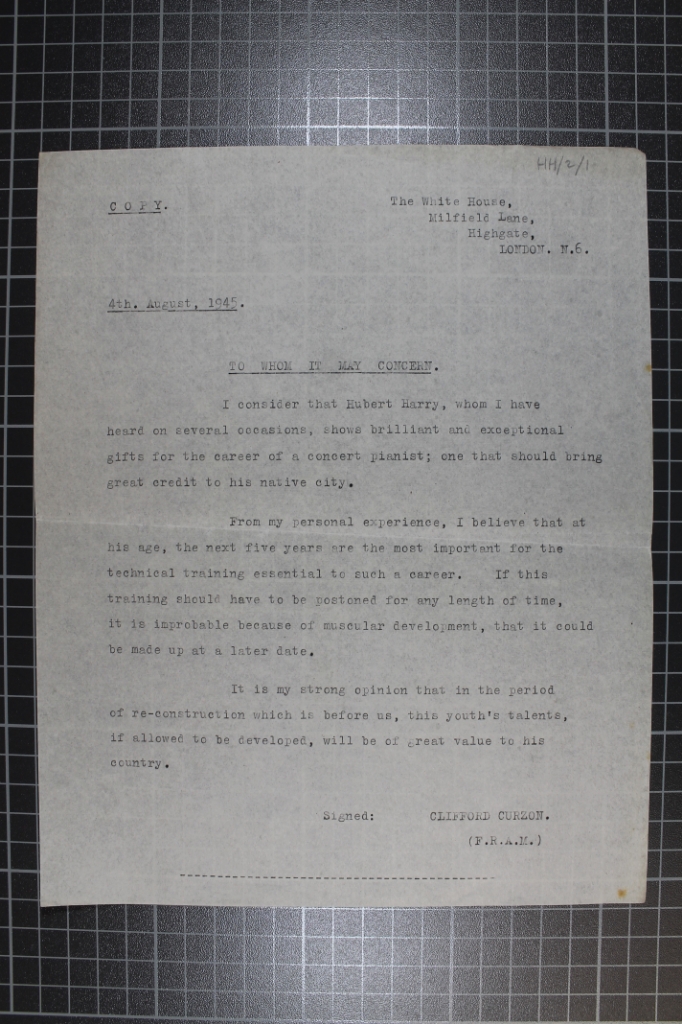 HH/2/1
COPY.
The White House,
Milfield Lane,
Highgate,
LONDON. N.6.
4th. August, 1945.
TO WHOM IT MAY CONCERN.
I consider that Hubert Harry, whom I have
heard on several occasions, shows brilliant and exceptional
gifts for the career of a concert pianist; one that should bring
great credit to his native city.
From my personal experience, I believe that at
his age, the next five years are the most important for the
technical training essential to such a career. If this
training should have to be postoned for any length of time,
it is improbable because of muscular development, that it could
be made up at a later date.
It is my strong opinion that in the period
of re-construction which is before us, this youth's talents,
if allowed to be developed, will be of great value to his
country.
Signed: CLIFFORD CURZON.
(F.R.A.M.)